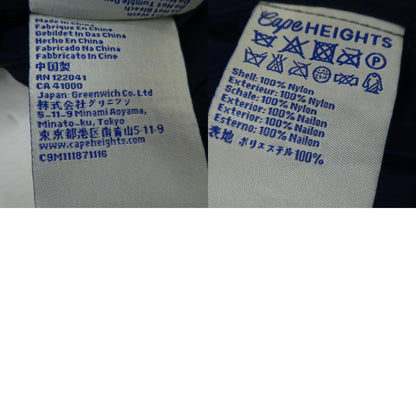 Made In China
Fabrique En Chine
Gebildet In Das China
Hecho En China
Fabricado Na China
Fabbricato In Cine
中国製
RN 122041
CA 41000
Japan: Greenwich Co. Ltd
株式会社グリニッヂ
5-11-9 Minami Aoyama,
Minato-ku, Tokyo
東京都港区南青山5-11-9
www.capeheights.com
C9M111871116
Cape HEIGHTS
Shell: 100% Nylon
Exterieur: 100% Nylon
Schale: 100% Nylon
Exterior: 100% Nailon
Exterior: 100% Nailon
Esterno: 100% Nailon
表地 ポリエステル100%